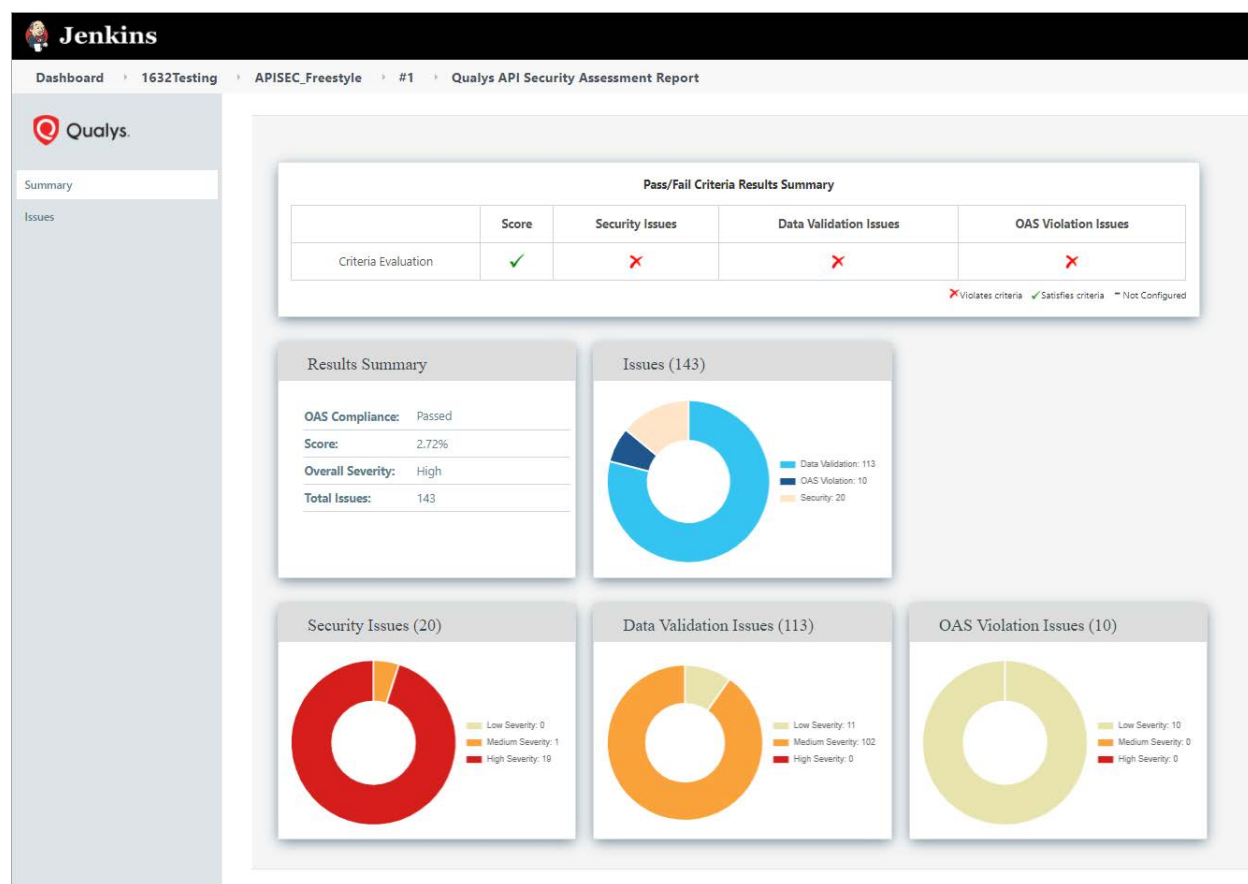 Jenkins
Dashboard 1632Testing APISEC_Freestyle #1 Qualys API Security Assessment Report
Qualys.
Summary
Issues
Pass/Fail Criteria Results Summary
Score Security Issues Data Validation Issues OAS Violation Issues
Criteria Evaluation ✓ ✗ ✗ ✗
✗Violates criteria ✓Satisfies criteria - Not Configured
Results Summary
OAS Compliance: Passed
Score: 2.72%
Overall Severity: High
Total Issues: 143
Issues (143)
Data Validation: 113
OAS Violation: 10
Security: 20
Security Issues (20)
Low Severity: 0
Medium Severity: 1
High Severity: 19
Data Validation Issues (113)
Low Severity: 11
Medium Severity: 102
High Severity: 0
OAS Violation Issues (10)
Low Severity: 10
Medium Severity: 0
High Severity: 0